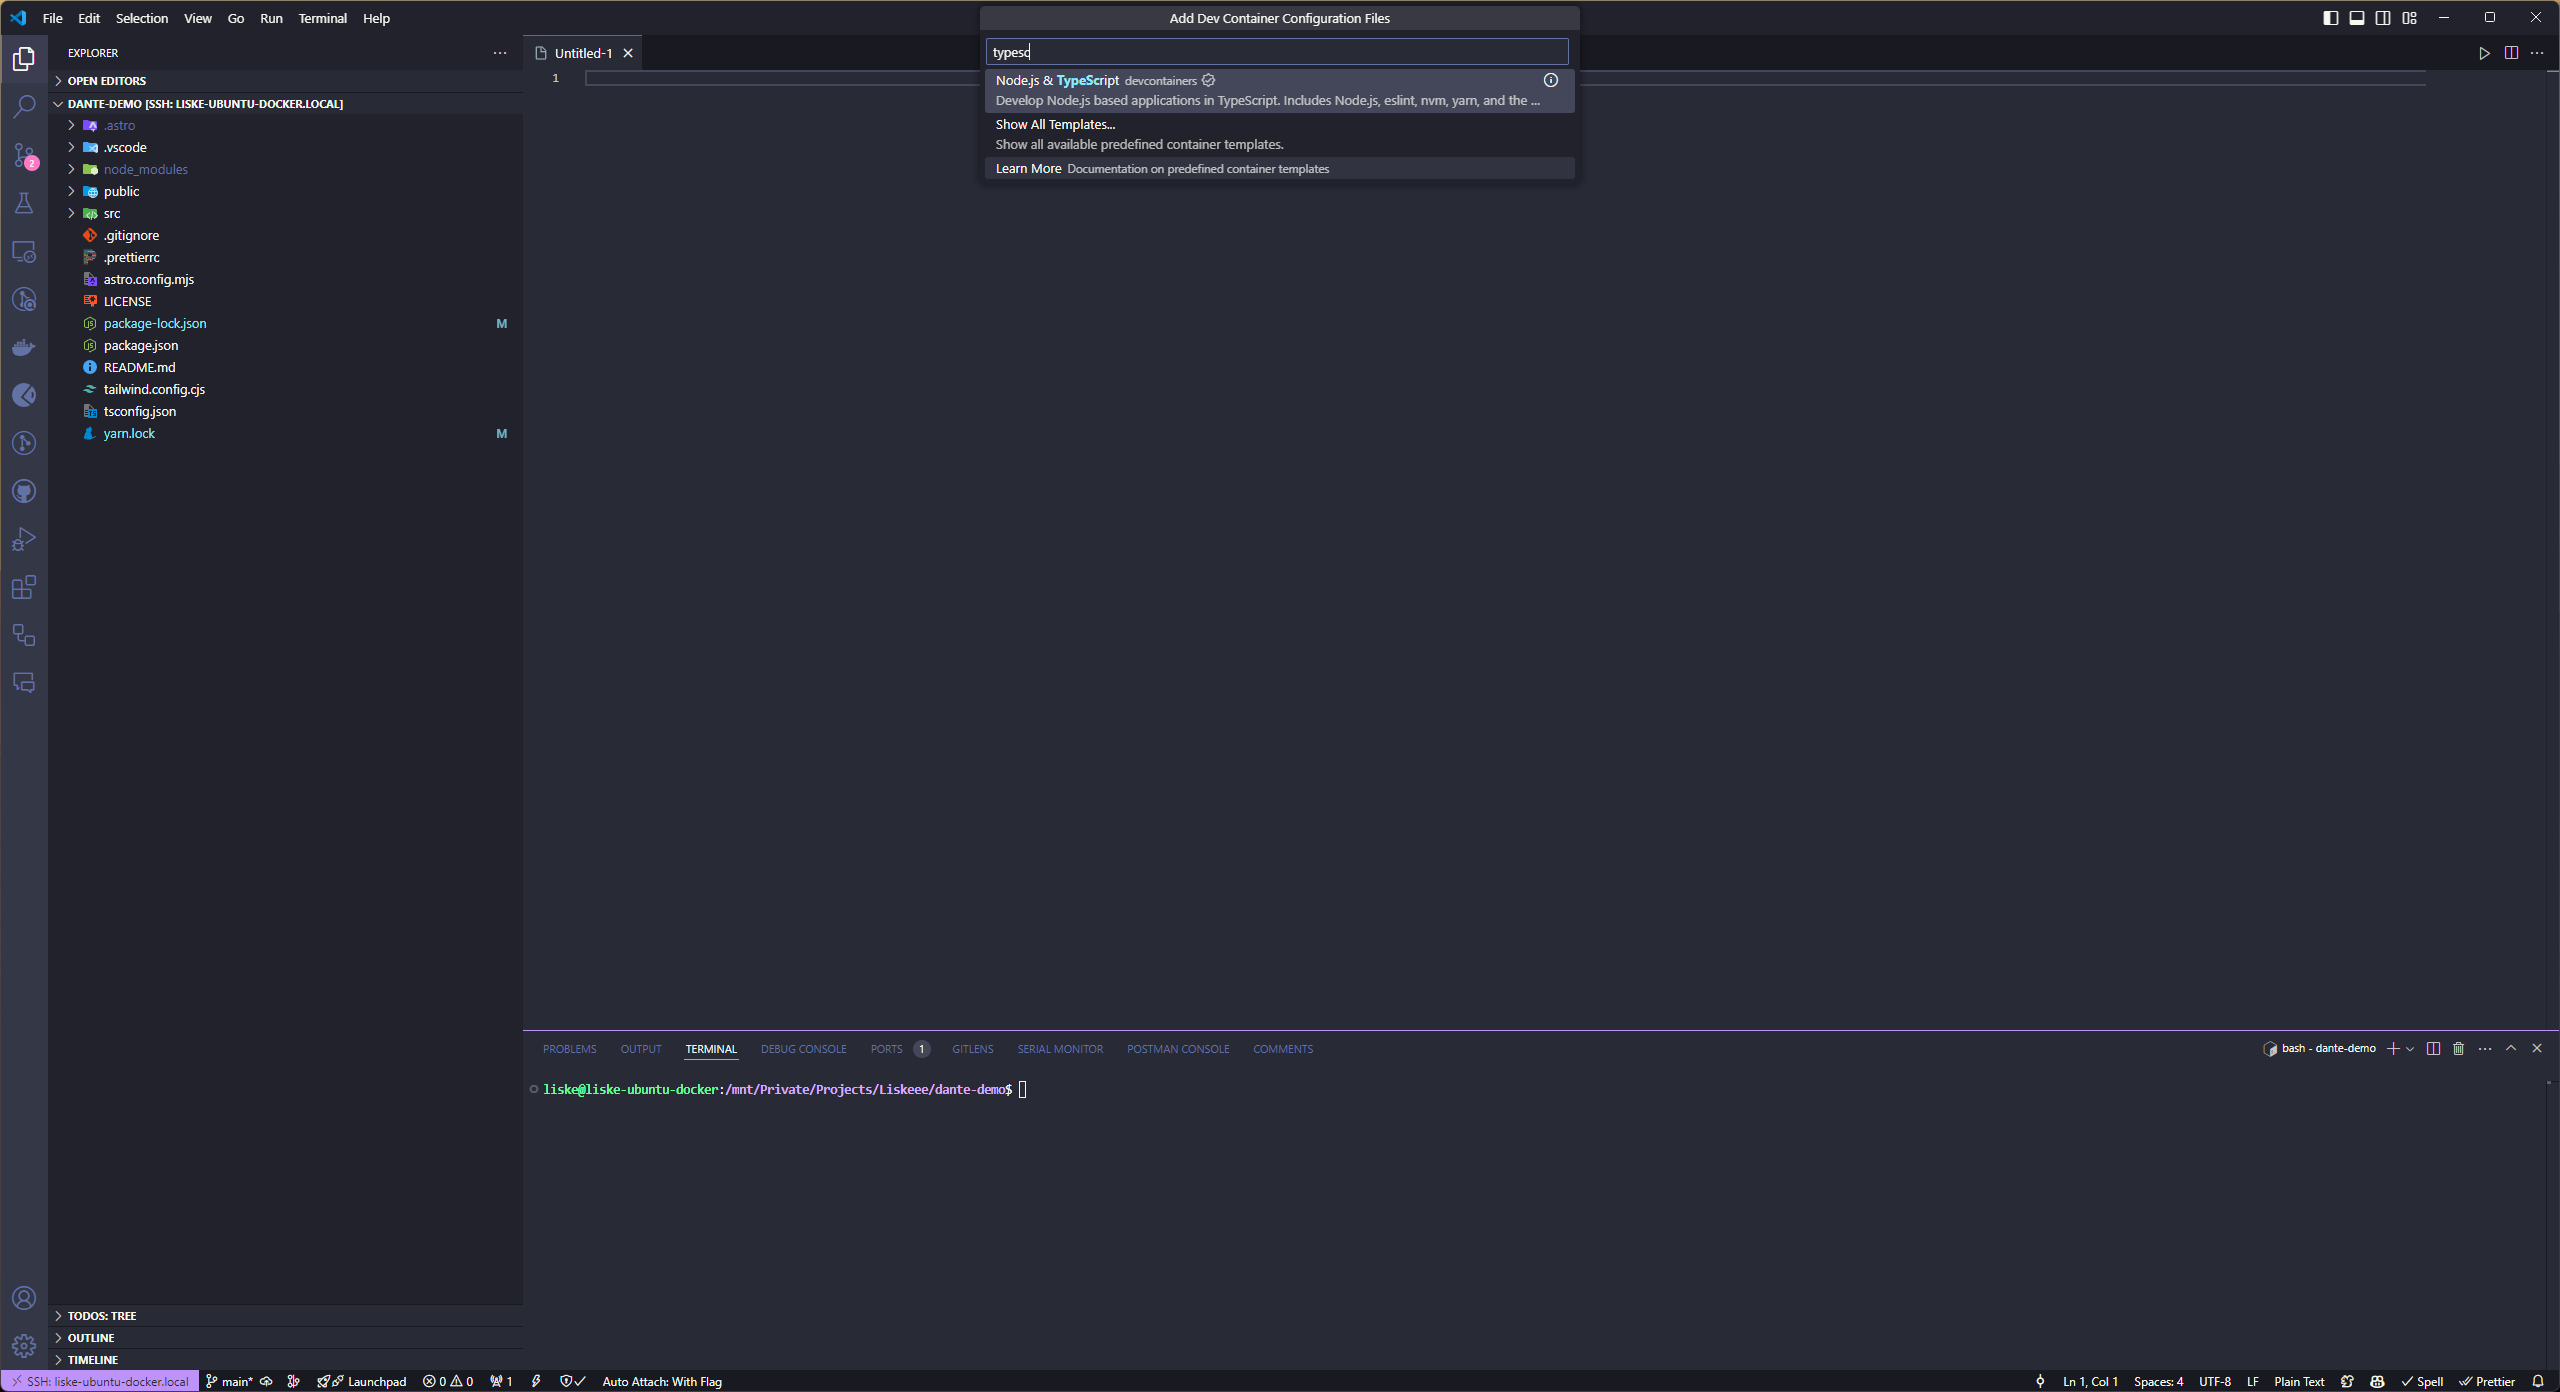 File Edit Selection View Go Run Terminal Help
Add Dev Container Configuration Files
typesc
Node.js & TypeScript devcontainers
Develop Node.js based applications in TypeScript. Includes Node.js, eslint, nvm, yarn, and the ...
Show All Templates...
Show all available predefined container templates.
Learn More Documentation on predefined container templates
EXPLORER
OPEN EDITORS
DANTE-DEMO [SSH: LISKE-UBUNTU-DOCKER.LOCAL]
.astro
.vscode
node_modules
public
src
.gitignore
.prettierrc
astro.config.mjs
LICENSE
package-lock.json M
package.json
README.md
tailwind.config.cjs
tsconfig.json
yarn.lock M
2
TODOS: TREE
OUTLINE
TIMELINE
Untitled-1
1
PROBLEMS OUTPUT TERMINAL DEBUG CONSOLE PORTS 1 GITLENS SERIAL MONITOR POSTMAN CONSOLE COMMENTS
bash - dante-demo
liske@liske-ubuntu-docker:/mnt/Private/Projects/Liskeee/dante-demo$
SSH: liske-ubuntu-docker.local main* Launchpad 0 0 1 Auto Attach: With Flag
Ln 1, Col 1 Spaces: 4 UTF-8 LF Plain Text Spell Prettier